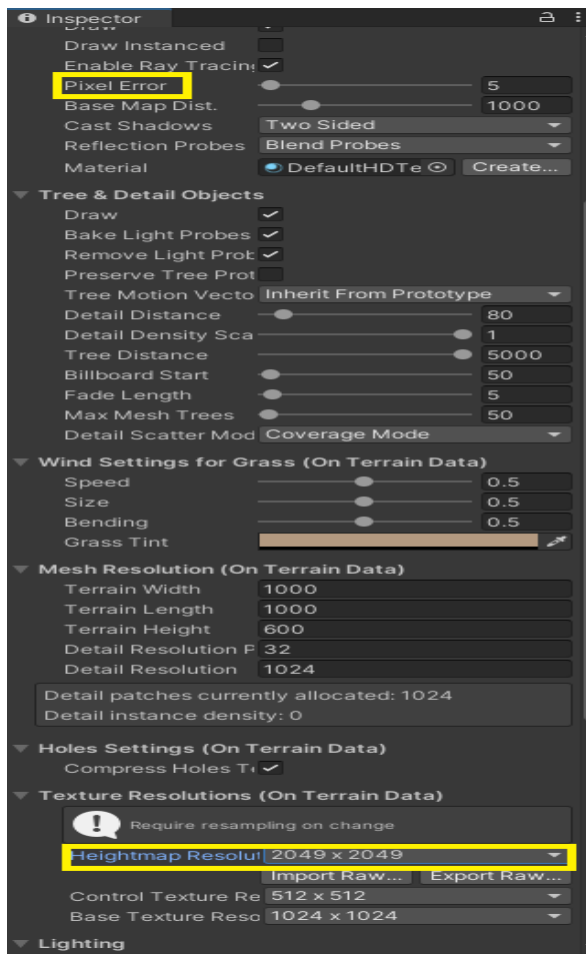 Inspector
Draw
Draw Instanced
Enable Ray Tracing
Pixel Error 5
Base Map Dist. 1000
Cast Shadows Two Sided
Reflection Probes Blend Probes
Material DefaultHDTe Create...
Tree & Detail Objects
Draw
Bake Light Probes
Remove Light Prob
Preserve Tree Prot
Tree Motion Vecto Inherit From Prototype
Detail Distance 80
Detail Density Sca 1
Tree Distance 5000
Billboard Start 50
Fade Length 5
Max Mesh Trees 50
Detail Scatter Mod Coverage Mode
Wind Settings for Grass (On Terrain Data)
Speed 0.5
Size 0.5
Bending 0.5
Grass Tint
Mesh Resolution (On Terrain Data)
Terrain Width 1000
Terrain Length 1000
Terrain Height 600
Detail Resolution P 32
Detail Resolution 1024
Detail patches currently allocated: 1024
Detail instance density: 0
Holes Settings (On Terrain Data)
Compress Holes Te
Texture Resolutions (On Terrain Data)
Require resampling on change
Heightmap Resolut 2049 x 2049
Import Raw... Export Raw...
Control Texture Re 512 x 512
Base Texture Reso 1024 x 1024
Lighting